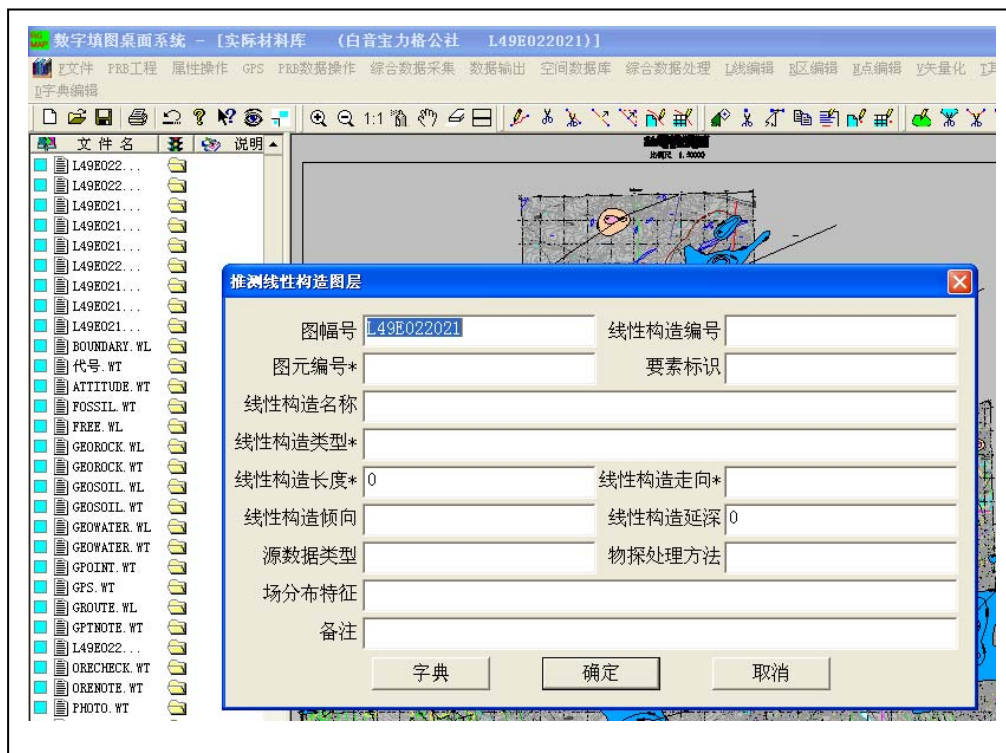 数字填图桌面系统 - [实际材料库 (白音宝力格公社 L49E022021)]
F文件 PRB工程 属性操作 GPS PRB数据操作 综合数据采集 数据输出 空间数据库 综合数据处理 L线编辑 R区编辑 N点编辑 V矢量化
D字典编辑
1:1
文件名 说明
L49E022...
L49E022...
L49E021...
L49E021...
L49E021...
L49E022...
L49E021...
L49E021...
L49E021...
BOUNDARY.WL
代号.WT
ATTITUDE.WT
FOSSIL.WT
FREE.WL
GEOROCK.WL
GEOROCK.WT
GEOSOIL.WL
GEOSOIL.WT
GEOWATER.WL
GEOWATER.WT
GPOINT.WT
GPS.WT
GROUTE.WL
GPTNOTE.WT
L49E022...
ORECHECK.WT
ORENOTE.WT
PHOTO.WT
比例尺 1:50000
推测线性构造图层
图幅号 L49E022021 线性构造编号
图元编号* 要素标识
线性构造名称
线性构造类型*
线性构造长度* 0 线性构造走向*
线性构造倾向 线性构造延深 0
源数据类型 物探处理方法
场分布特征
备注
字典 确定 取消